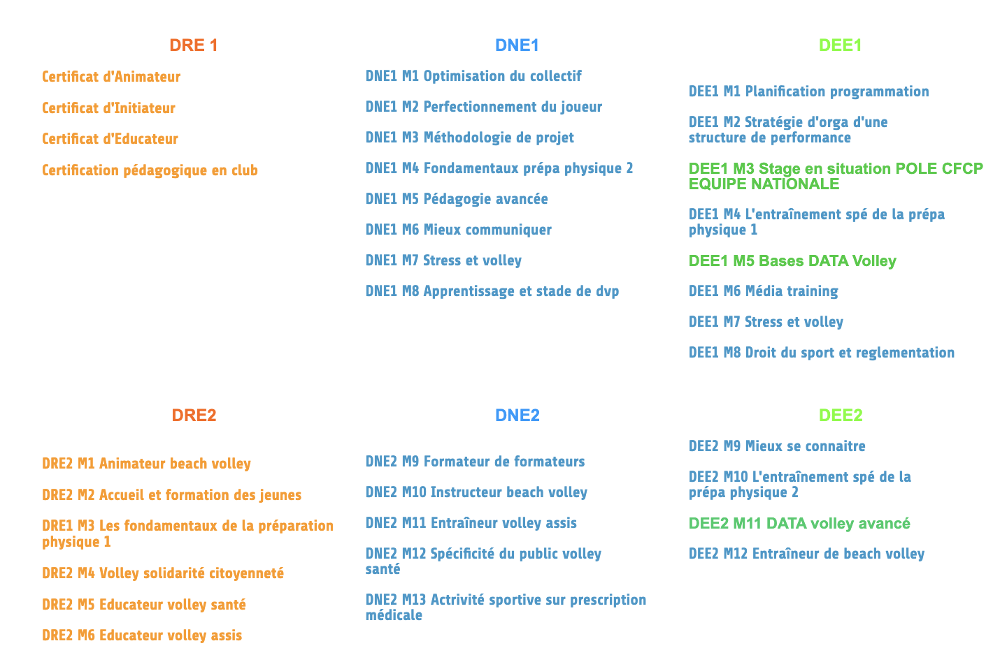 DRE 1
Certificat d'Animateur
Certificat d'Initiateur
Certificat d'Educateur
Certification pédagogique en club
DNE1
DNE1 M1 Optimisation du collectif
DNE1 M2 Perfectionnement du joueur
DNE1 M3 Méthodologie de projet
DNE1 M4 Fondamentaux prépa physique 2
DNE1 M5 Pédagogie avancée
DNE1 M6 Mieux communiquer
DNE1 M7 Stress et volley
DNE1 M8 Apprentissage et stade de dvp
DEE1
DEE1 M1 Planification programmation
DEE1 M2 Stratégie d'orga d'une
structure de performance
DEE1 M3 Stage en situation POLE CFCP
EQUIPE NATIONALE
DEE1 M4 L'entraînement spé de la prépa
physique 1
DEE1 M5 Bases DATA Volley
DEE1 M6 Média training
DEE1 M7 Stress et volley
DEE1 M8 Droit du sport et reglementation
DRE2
DRE2 M1 Animateur beach volley
DRE2 M2 Accueil et formation des jeunes
DRE1 M3 Les fondamentaux de la préparation
physique 1
DRE2 M4 Volley solidarité citoyenneté
DRE2 M5 Educateur volley santé
DRE2 M6 Educateur volley assis
DNE2
DNE2 M9 Formateur de formateurs
DNE2 M10 Instructeur beach volley
DNE2 M11 Entraîneur volley assis
DNE2 M12 Spécificité du public volley
santé
DNE2 M13 Actrivité sportive sur prescription
médicale
DEE2
DEE2 M9 Mieux se connaitre
DEE2 M10 L'entraînement spé de la
prépa physique 2
DEE2 M11 DATA volley avancé
DEE2 M12 Entraîneur de beach volley